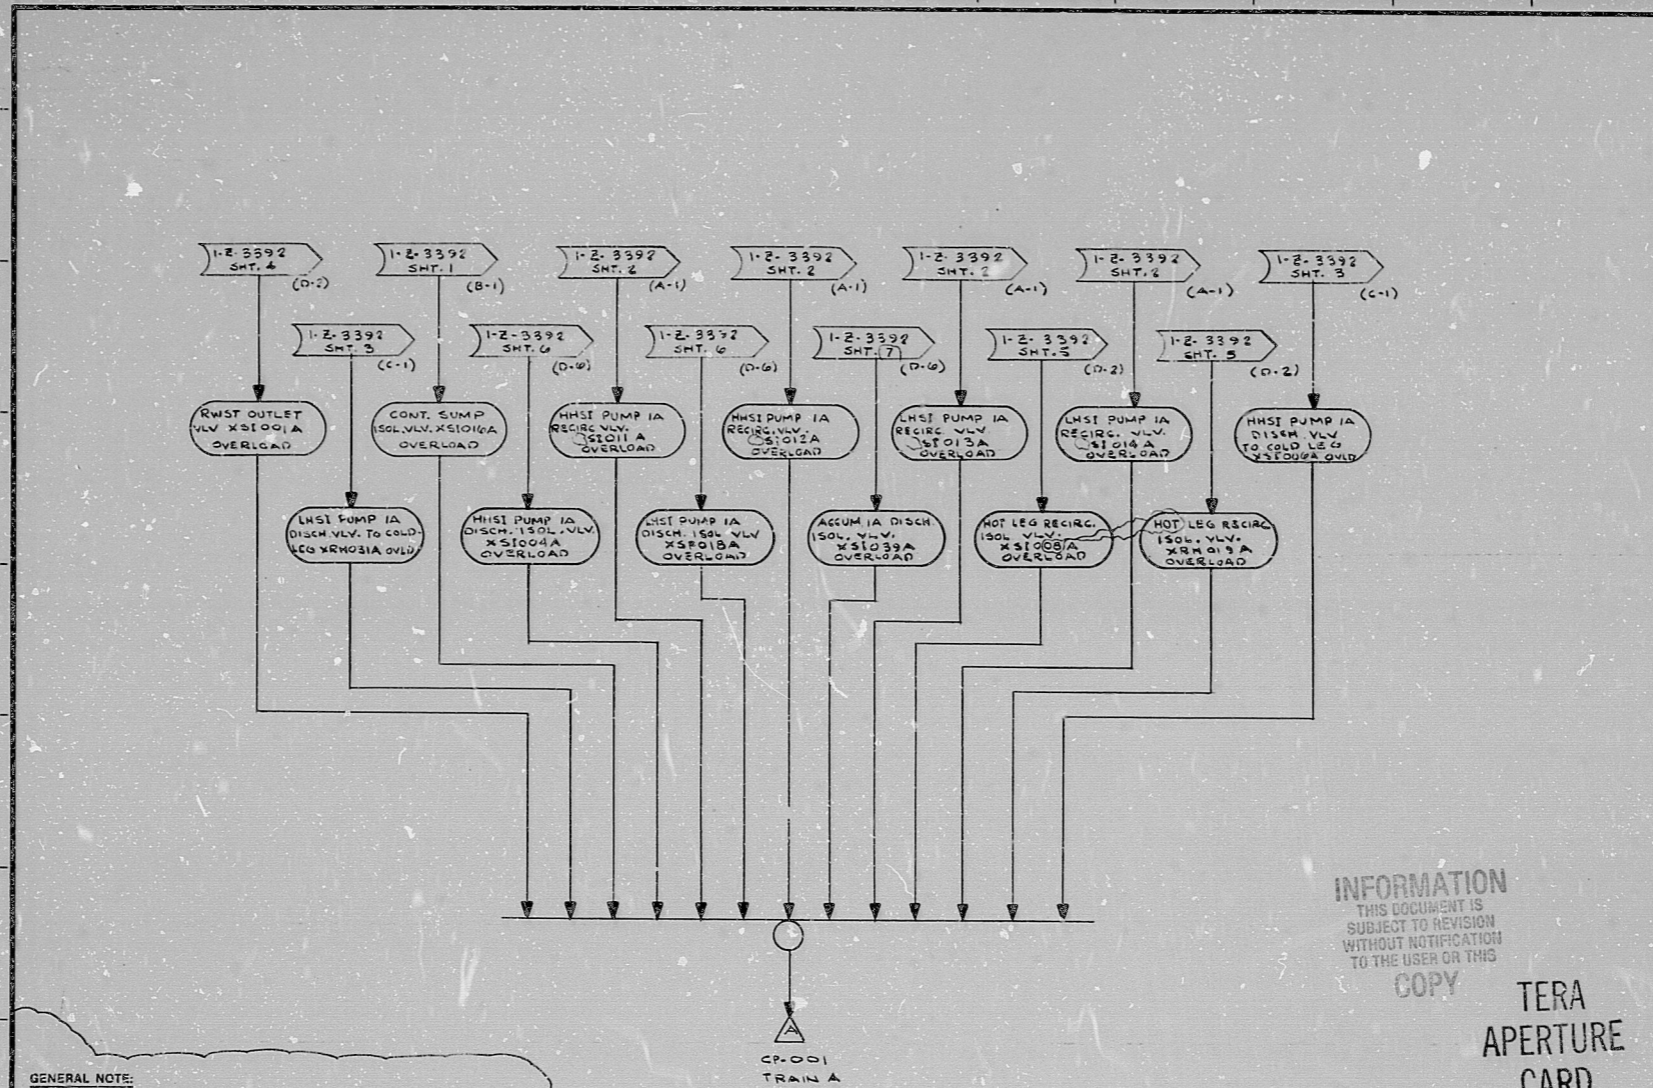 1-Z-3392
SHT. 4
(D-2)
1-Z-3392
SHT. 1
(B-1)
1-Z-3392
SHT. 2
(A-1)
1-Z-3392
SHT. 2
(A-1)
1-Z-3392
SHT. 2
(A-1)
1-Z-3392
SHT. 2
(A-1)
1-Z-3392
SHT. 3
(C-1)
1-Z-3392
SHT. 3
(C-1)
1-Z-3392
SHT. 6
(D-6)
1-Z-3392
SHT. 6
(D-6)
1-Z-3392
SHT. 7
(D-6)
1-Z-3392
SHT. 5
(D-2)
1-Z-3392
SHT. 5
(D-2)
RWST OUTLET
VLV XSI001A
OVERLOAD
CONT. SUMP
ISOL. VLV. XSI016A
OVERLOAD
HHSI PUMP 1A
RECIRC VLV.
SI011A
OVERLOAD
HHSI PUMP 1A
RECIRC. VLV.
SI012A
OVERLOAD
LHSI PUMP 1A
RECIRC. VLV.
SI013A
OVERLOAD
LHSI PUMP 1A
RECIRC. VLV.
SI014A
OVERLOAD
HHSI PUMP 1A
DISCH. VLV.
TO COLD LEG
XSI006A OVLD
LHSI PUMP 1A
DISCH. VLV. TO COLD
LEG XRH031A OVLD
HHSI PUMP 1A
DISCH. ISOL. VLV.
XSI004A
OVERLOAD
LHSI PUMP 1A
DISCH. ISOL VLV
XSI018A
OVERLOAD
ACCUM. 1A DISCH.
ISOL. VLV.
XSI039A
OVERLOAD
HOT LEG RECIRC.
ISOL VLV.
XSI008A
OVERLOAD
HOT LEG RECIRC
ISOL. VLV.
XRH019A
OVERLOAD
A
CP-001
TRAIN A
INFORMATION
THIS DOCUMENT IS
SUBJECT TO REVISION
WITHOUT NOTIFICATION
TO THE USER OR THIS
COPY
TERA
APERTURE
CARD
GENERAL NOTE: